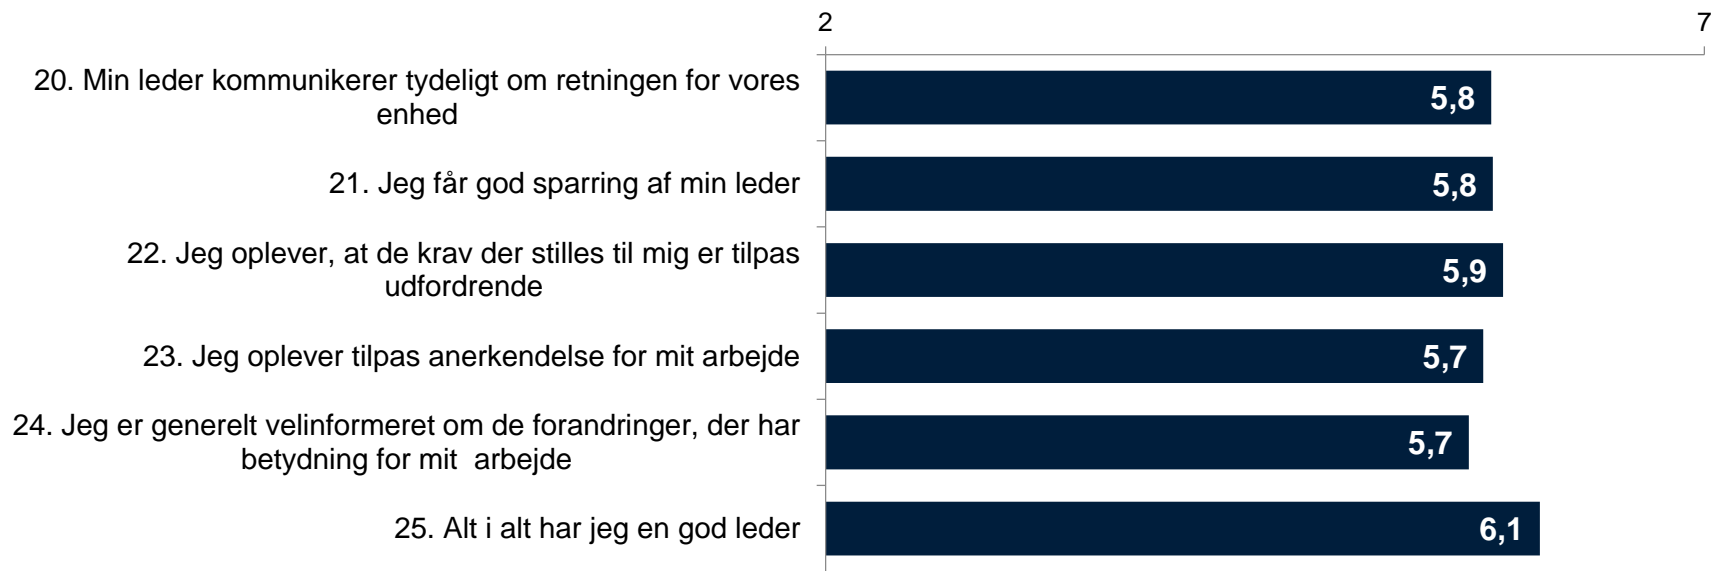 2 7
20. Min leder kommunikerer tydeligt om retningen for vores
enhed
5,8
21. Jeg får god sparring af min leder
5,8
22. Jeg oplever, at de krav der stilles til mig er tilpas
udfordrende
5,9
23. Jeg oplever tilpas anerkendelse for mit arbejde
5,7
24. Jeg er generelt velinformeret om de forandringer, der har
betydning for mit  arbejde
5,7
25. Alt i alt har jeg en god leder
6,1